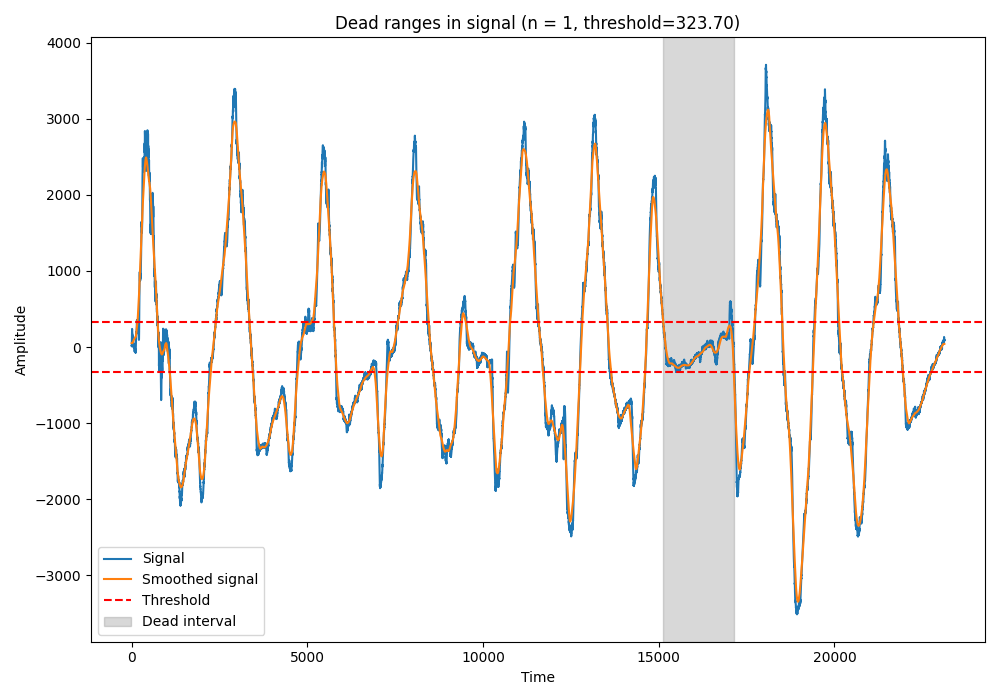 Dead ranges in signal (n = 1, threshold=323.70)
4000
3000
2000
1000
0
−1000
−2000
−3000
Amplitude
Signal
Smoothed signal
Threshold
Dead interval
0
5000
10000
15000
20000
Time